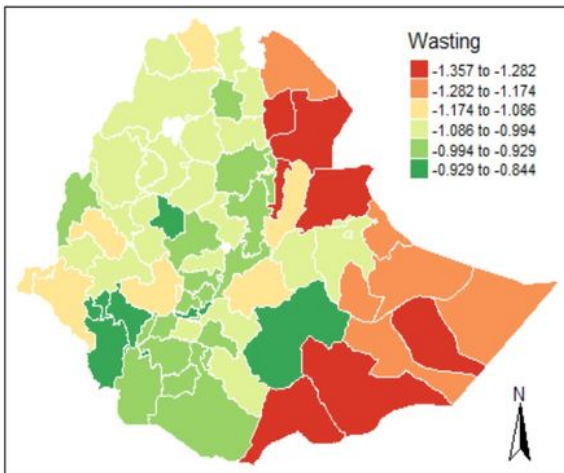 Wasting
-1.357 to -1.282
-1.282 to -1.174
-1.174 to -1.086
-1.086 to -0.994
-0.994 to -0.929
-0.929 to -0.844
N